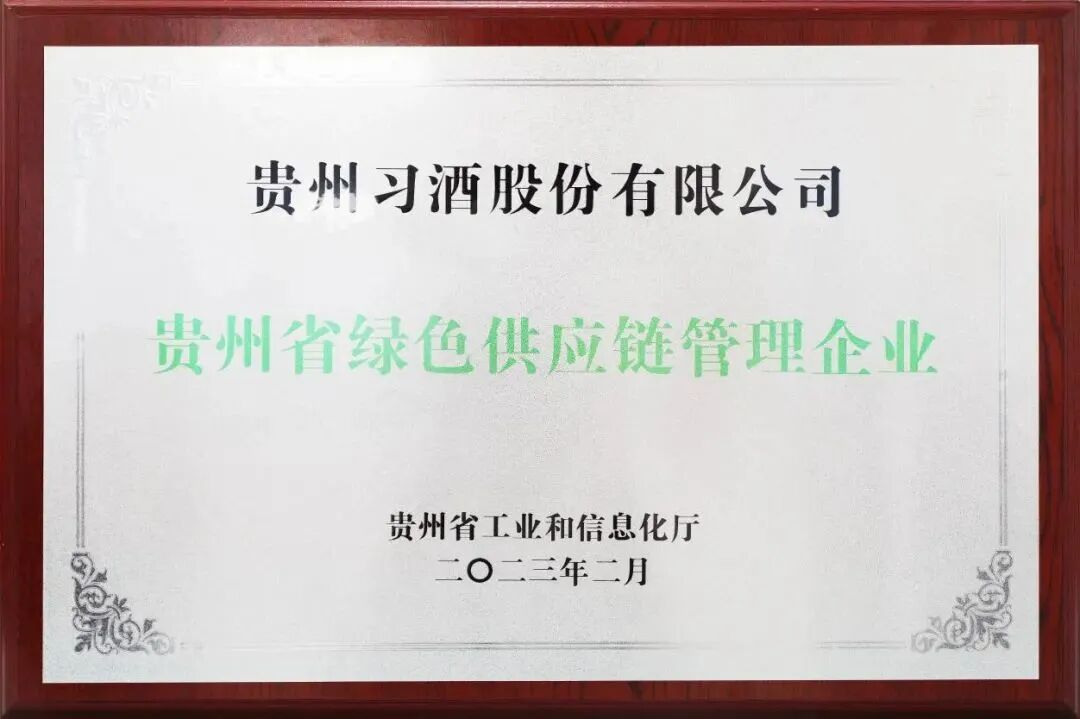 贵州习酒股份有限公司
贵州省绿色供应链管理企业
贵州省工业和信息化厅
二〇二三年二月